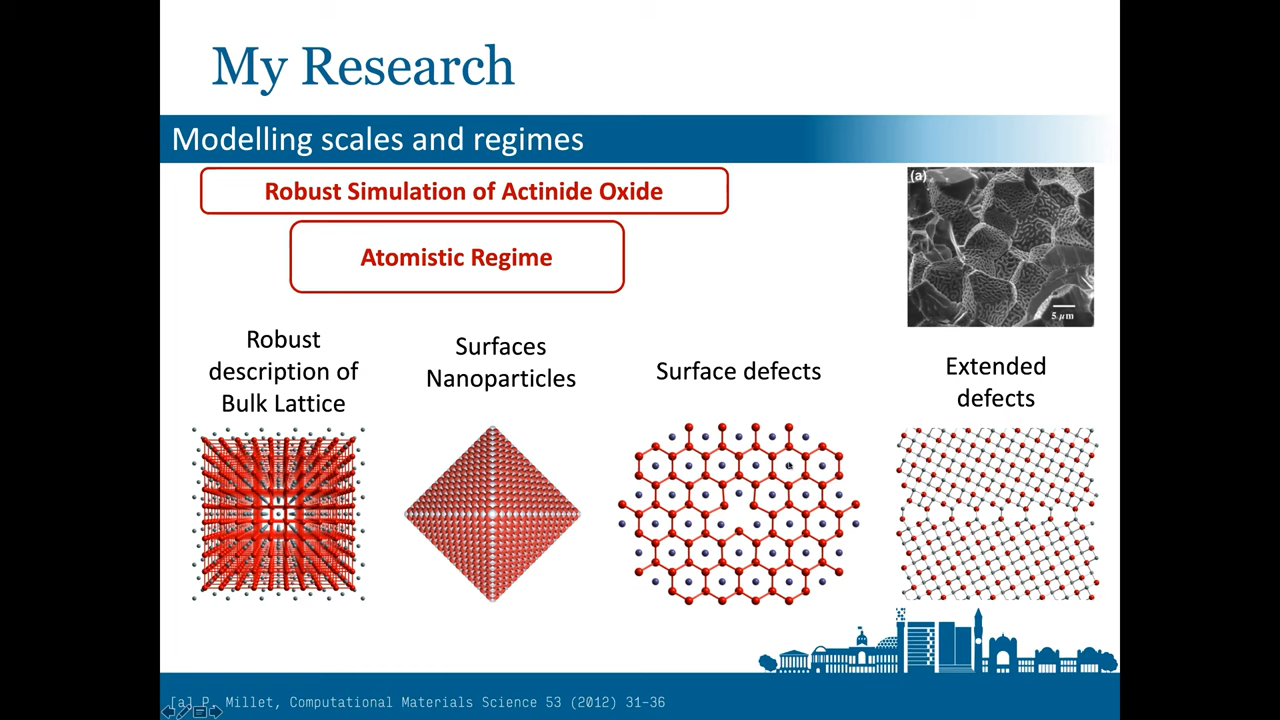 My Research
Modelling scales and regimes
Robust Simulation of Actinide Oxide
Atomistic Regime
(a)
5 μm
Robust
description of
Bulk Lattice
Surfaces
Nanoparticles
Surface defects
Extended
defects
[a] P. Millet, Computational Materials Science 53 (2012) 31-36